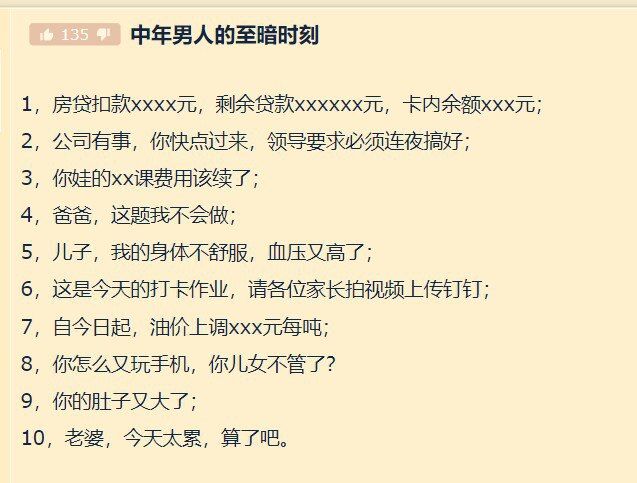 135 中年男人的至暗时刻
1，房贷扣款xxxx元，剩余贷款xxxxxx元，卡内余额xxx元；
2，公司有事，你快点过来，领导要求必须连夜搞好；
3，你娃的xx课费用该续了；
4，爸爸，这题我不会做；
5，儿子，我的身体不舒服，血压又高了；
6，这是今天的打卡作业，请各位家长拍视频上传钉钉；
7，自今日起，油价上调xxx元每吨；
8，你怎么又玩手机，你儿女不管了？
9，你的肚子又大了；
10，老婆，今天太累，算了吧。